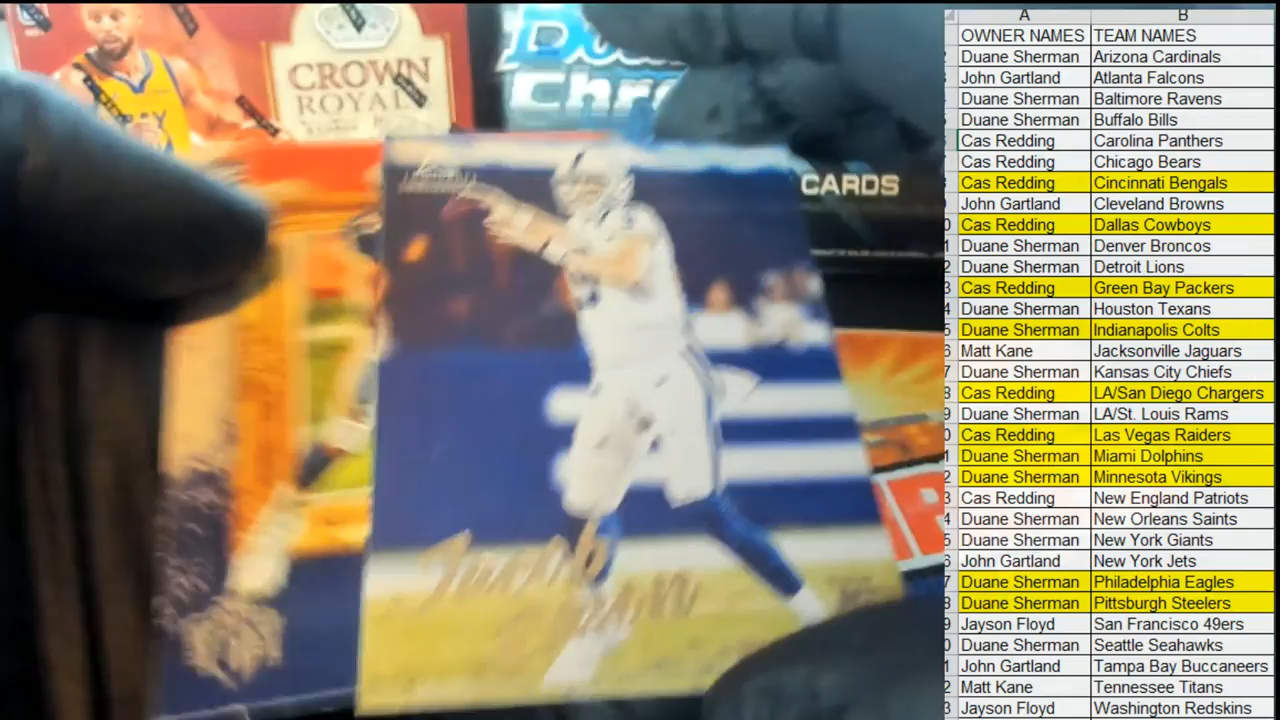 CROWN
ROYALE
Chro
CARDS
A B
OWNER NAMES TEAM NAMES
Duane Sherman Arizona Cardinals
John Gartland Atlanta Falcons
Duane Sherman Baltimore Ravens
Duane Sherman Buffalo Bills
Cas Redding Carolina Panthers
Cas Redding Chicago Bears
Cas Redding Cincinnati Bengals
John Gartland Cleveland Browns
Cas Redding Dallas Cowboys
Duane Sherman Denver Broncos
Duane Sherman Detroit Lions
Cas Redding Green Bay Packers
Duane Sherman Houston Texans
Duane Sherman Indianapolis Colts
Matt Kane Jacksonville Jaguars
Duane Sherman Kansas City Chiefs
Cas Redding LA/San Diego Chargers
Duane Sherman LA/St. Louis Rams
Cas Redding Las Vegas Raiders
Duane Sherman Miami Dolphins
Duane Sherman Minnesota Vikings
Cas Redding New England Patriots
Duane Sherman New Orleans Saints
Duane Sherman New York Giants
John Gartland New York Jets
Duane Sherman Philadelphia Eagles
Duane Sherman Pittsburgh Steelers
Jayson Floyd San Francisco 49ers
Duane Sherman Seattle Seahawks
John Gartland Tampa Bay Buccaneers
Matt Kane Tennessee Titans
Jayson Floyd Washington Redskins